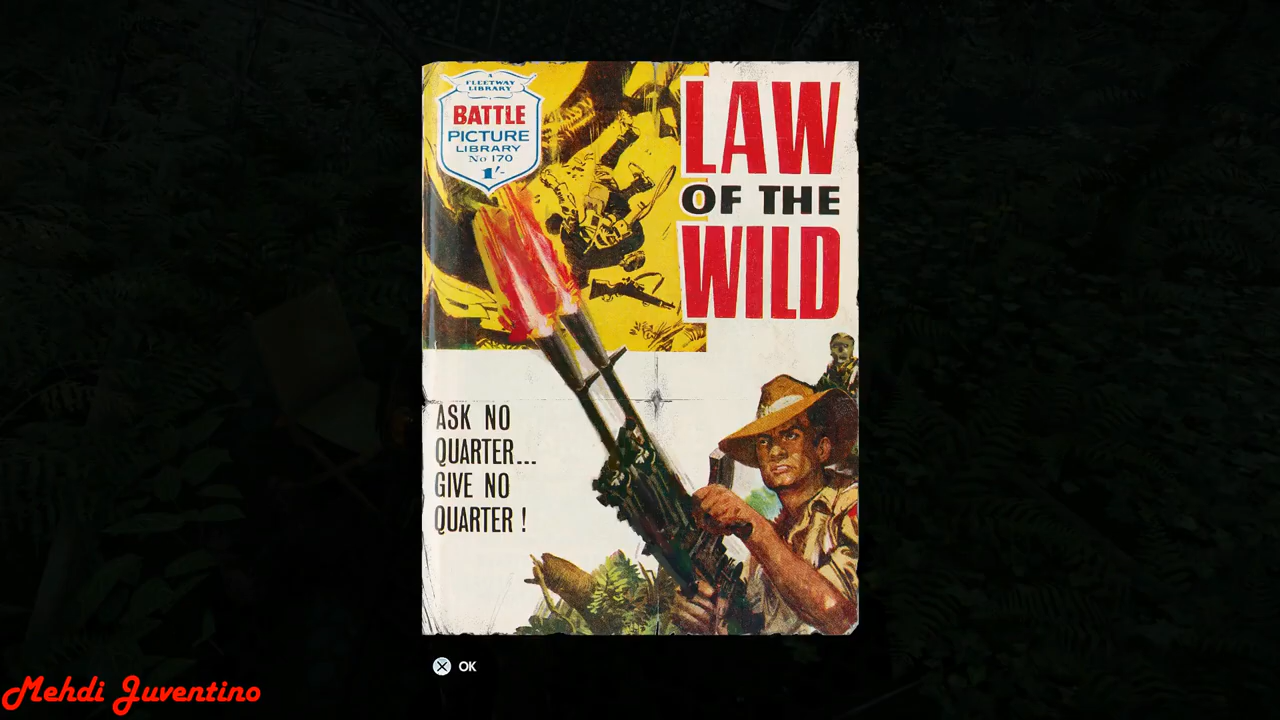 A
FLEETWAY
LIBRARY
BATTLE
PICTURE
LIBRARY
No 170
1/-
LAW
OF THE
WILD
ASK NO
QUARTER...
GIVE NO
QUARTER !
OK
Mehdi Juventino